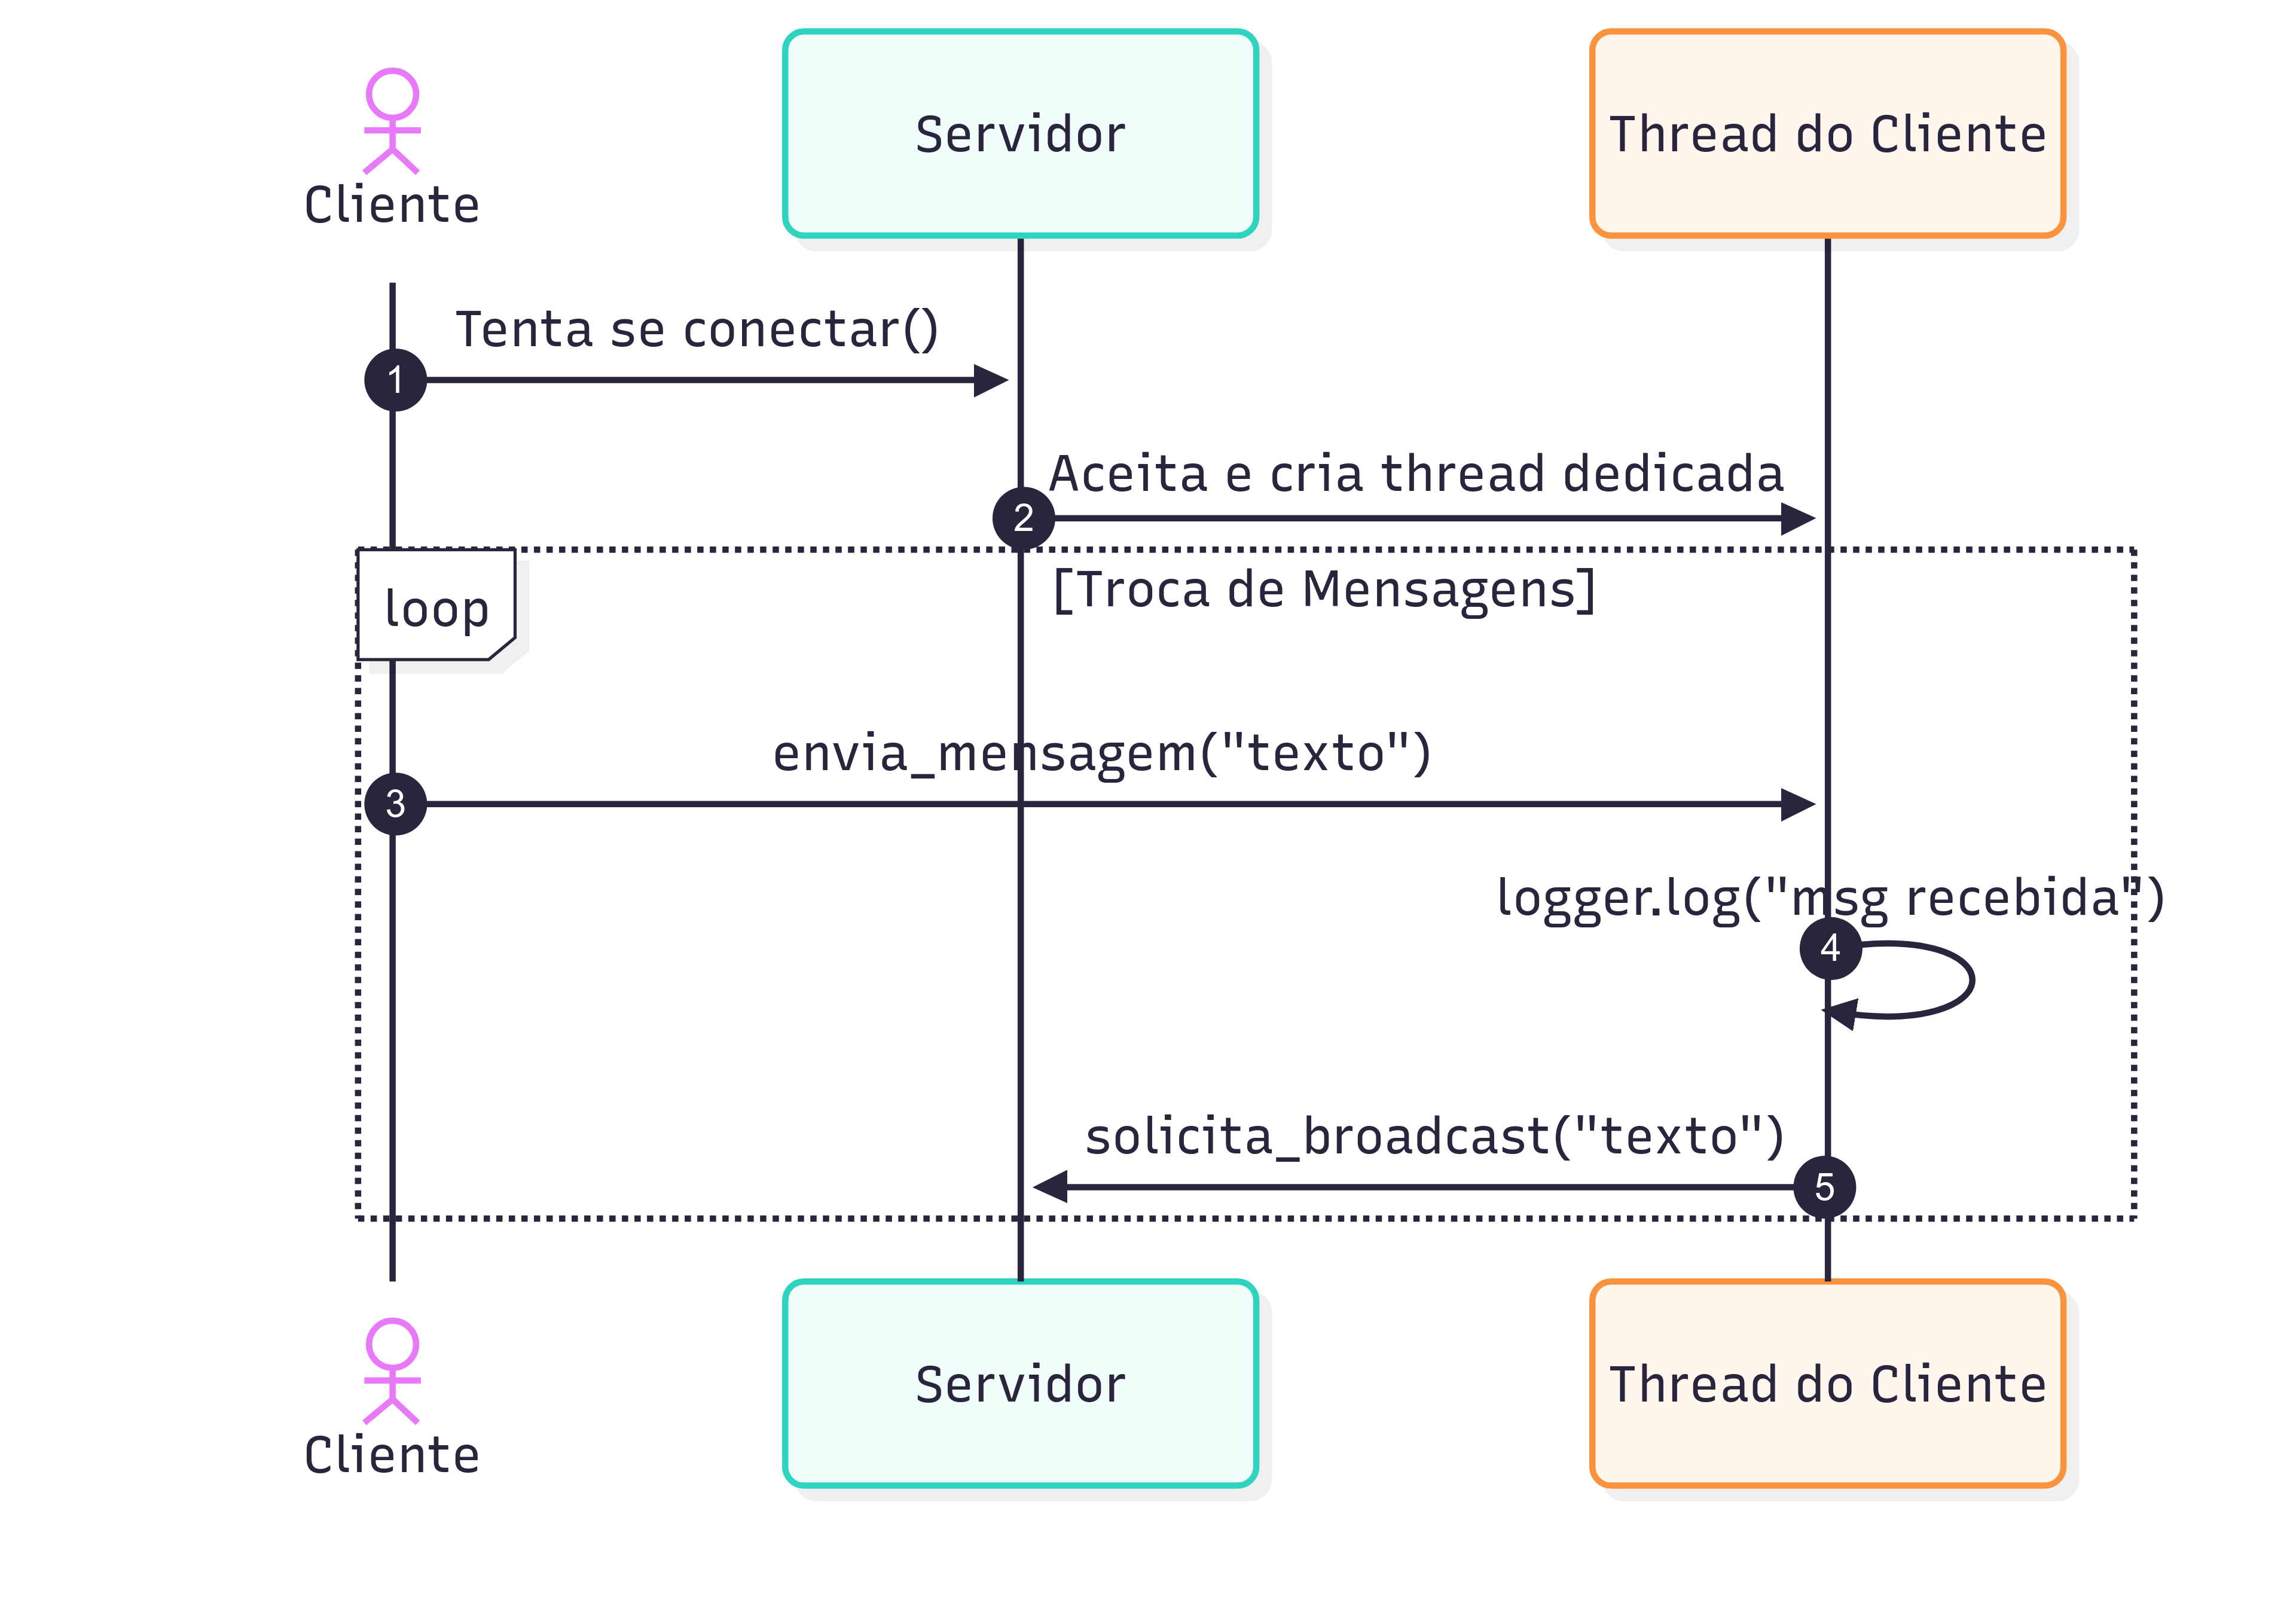 Cliente
Servidor
Thread do Cliente
Tenta se conectar()
1
Aceita e cria thread dedicada
2
loop
[Troca de Mensagens]
envia_mensagem("texto")
3
logger.log("msg recebida")
4
solicita_broadcast("texto")
5
Cliente
Servidor
Thread do Cliente